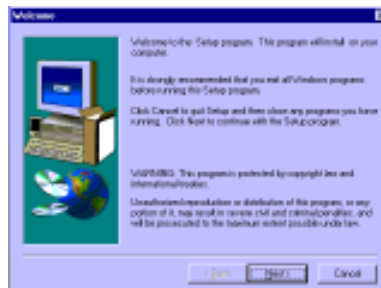 Welcome
Welcome to the Setup program. This program will install on your
computer.
It is strongly recommended that you exit all Windows programs
before running this Setup program.
Click Cancel to quit Setup and then close any programs you have
running. Click Next to continue with the Setup program.
WARNING: This program is protected by copyright law and
international treaties.
Unauthorized reproduction or distribution of this program, or any
portion of it, may result in severe civil and criminal penalties, and
will be prosecuted to the maximum extent possible under law.
< Back
Next >
Cancel